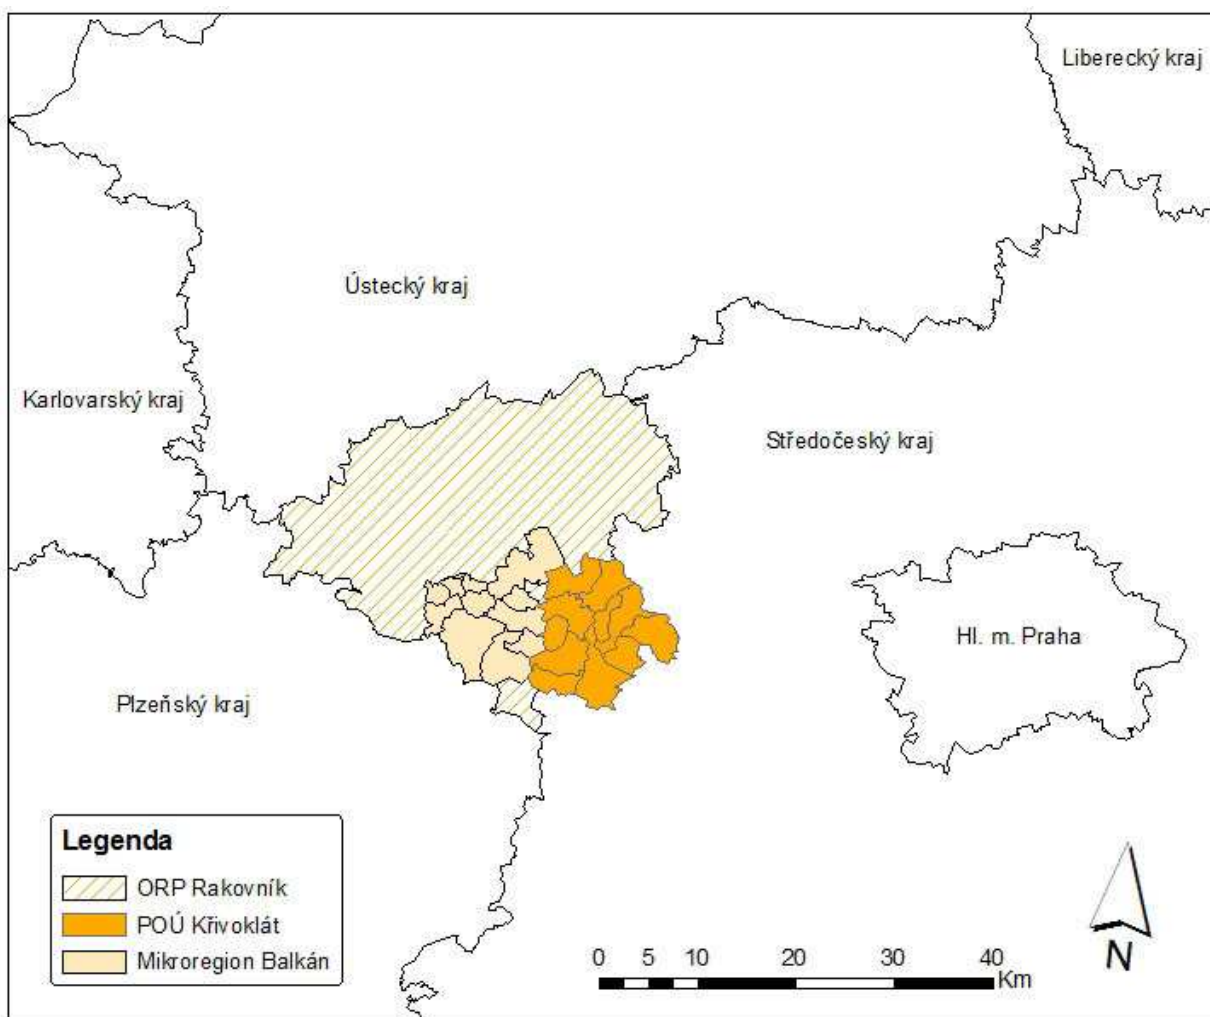 Liberecký kraj
Ústecký kraj
Karlovarský kraj
Středočeský kraj
Hl. m. Praha
Plzeňský kraj
Legenda
ORP Rakovník
POÚ Křivoklát
Mikroregion Balkán
N
0 5 10 20 30 40
Km